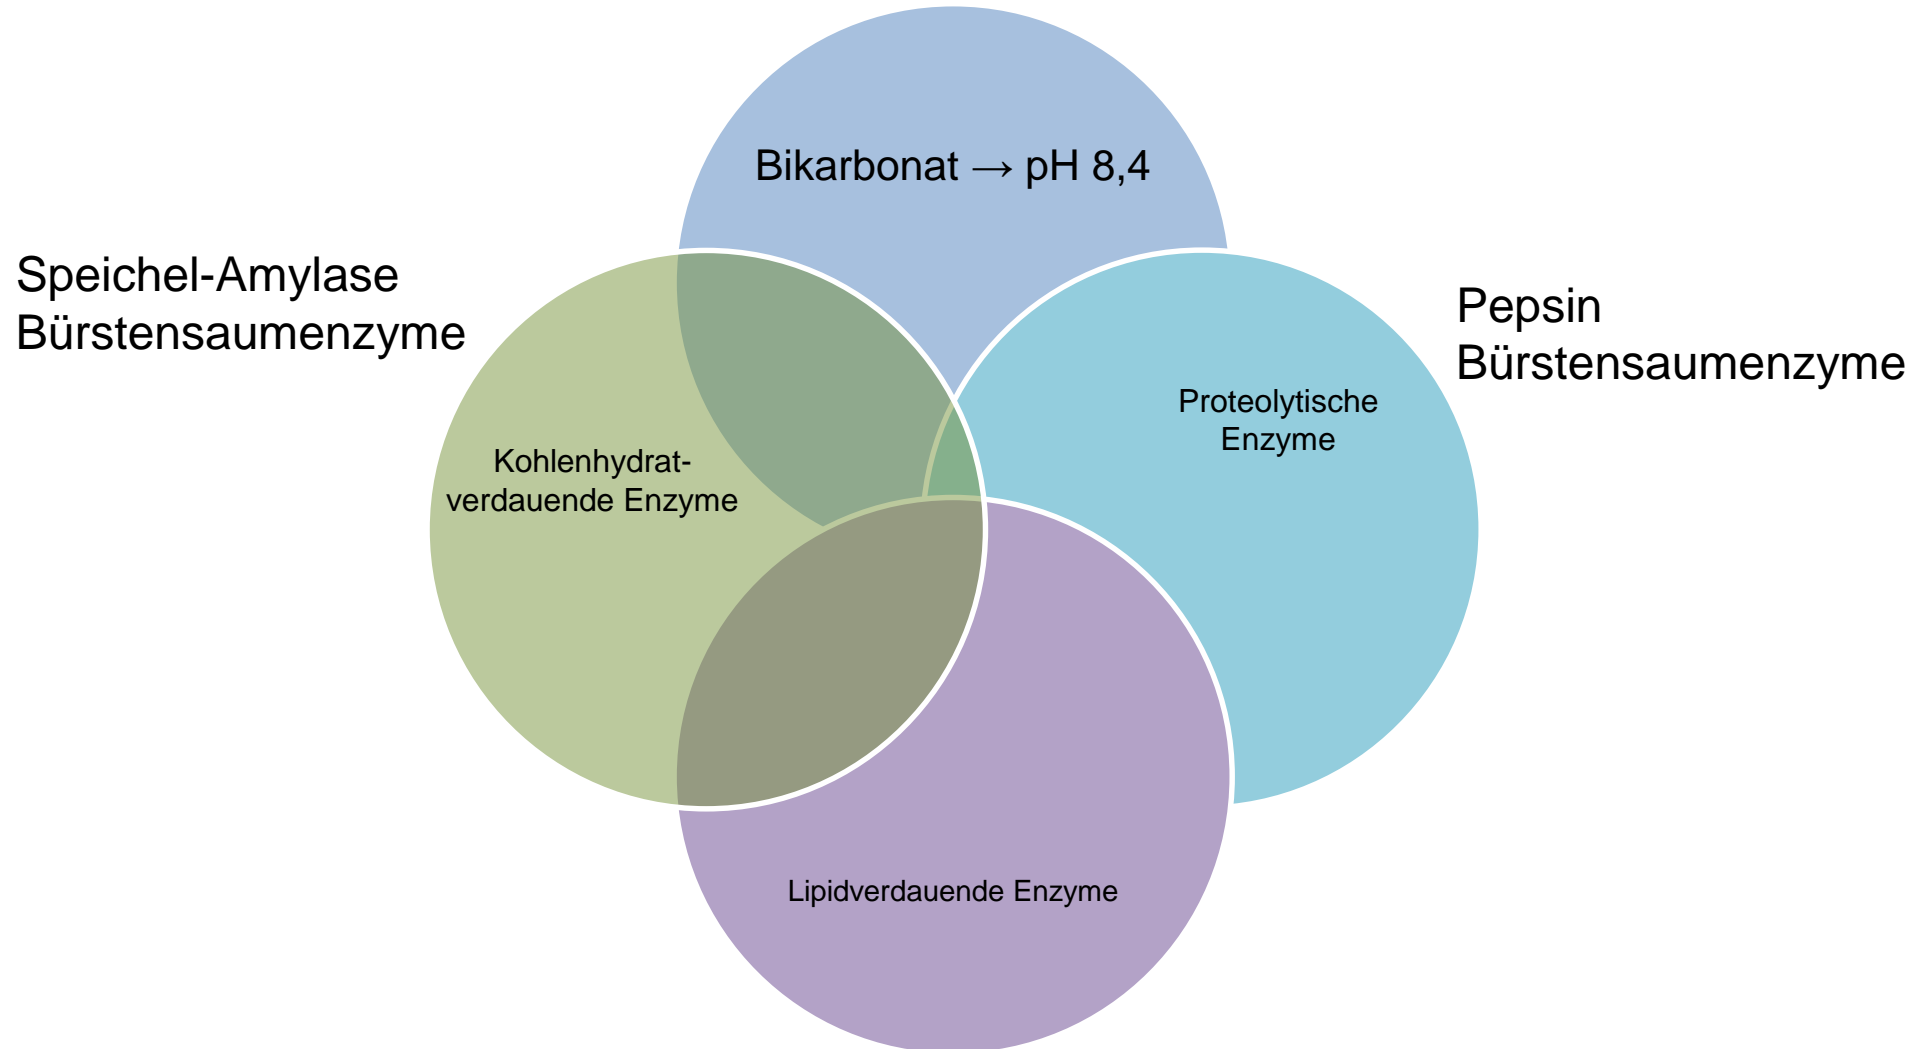 Bikarbonat → pH 8,4
Speichel-Amylase
Bürstensaumenzyme
Pepsin
Bürstensaumenzyme
Proteolytische
Enzyme
Kohlenhydrat-
verdauende Enzyme
Lipidverdauende Enzyme